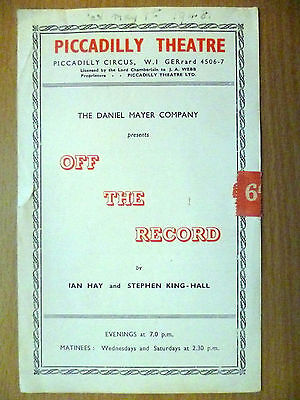 PICCADILLY THEATRE
PICCADILLY CIRCUS, W.I GERrard 4506-7
Licensed by the Lord Chamberlain to J. A. WEBB
Proprietors - - PICCADILLY THEATRE LTD.
THE DANIEL MAYER COMPANY
presents
OFF
THE
RECORD
6d
by
IAN HAY and STEPHEN KING-HALL
EVENINGS at 7.0 p.m.
MATINEES: Wednesdays and Saturdays at 2.30 p.m.